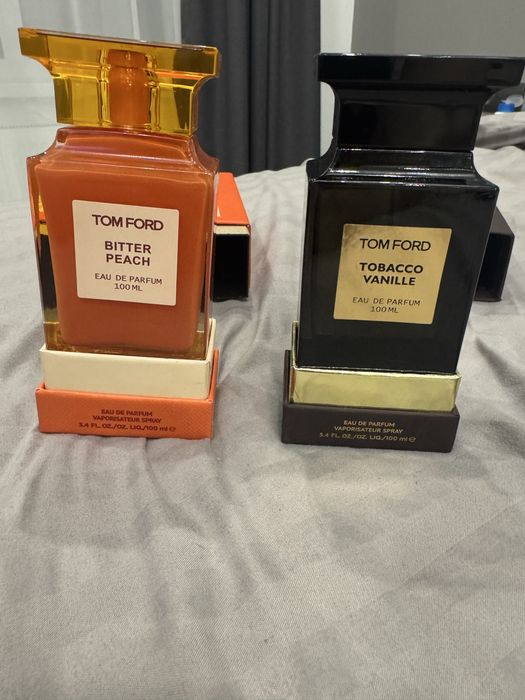 TOM FORD
BITTER
PEACH
EAU DE PARFUM
100 ML
EAU DE PARFUM
VAPORISATEUR SPRAY
3.4 FL. OZ./OZ. LIQ./100 ml ℮
TOM FORD
TOBACCO
VANILLE
EAU DE PARFUM
100 ML
EAU DE PARFUM
VAPORISATEUR SPRAY
3.4 FL. OZ./OZ. LIQ./100 ml ℮